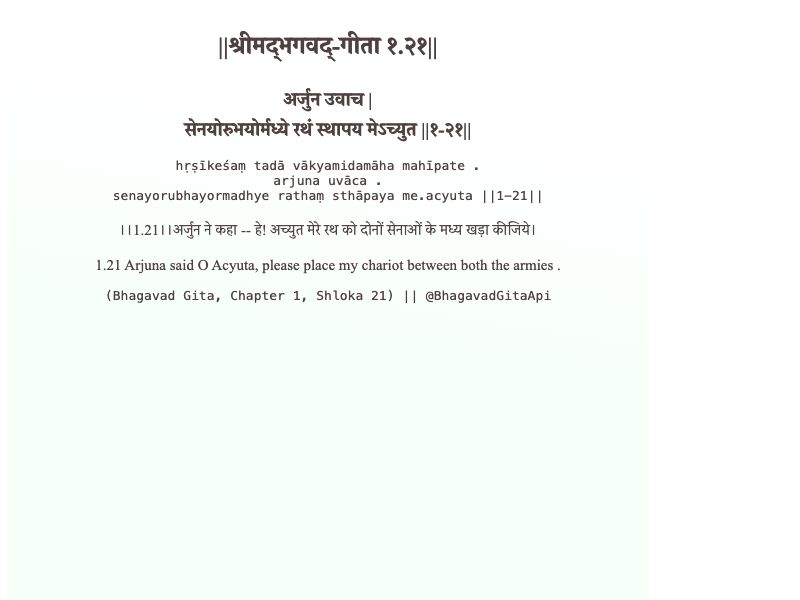 ||श्रीमद्‍भगवद्-गीता १.२१||
अर्जुन उवाच |
सेनयोरुभयोर्मध्ये रथं स्थापय मेऽच्युत ||१-२१||
hṛṣīkeśaṃ tadā vākyamidamāha mahīpate .
arjuna uvāca .
senayorubhayormadhye rathaṃ sthāpaya me.acyuta ||1-21||
।।1.21।।अर्जुन ने कहा -- हे! अच्युत मेरे रथ को दोनों सेनाओं के मध्य खड़ा कीजिये।
1.21 Arjuna said O Acyuta, please place my chariot between both the armies .
(Bhagavad Gita, Chapter 1, Shloka 21) || @BhagavadGitaApi